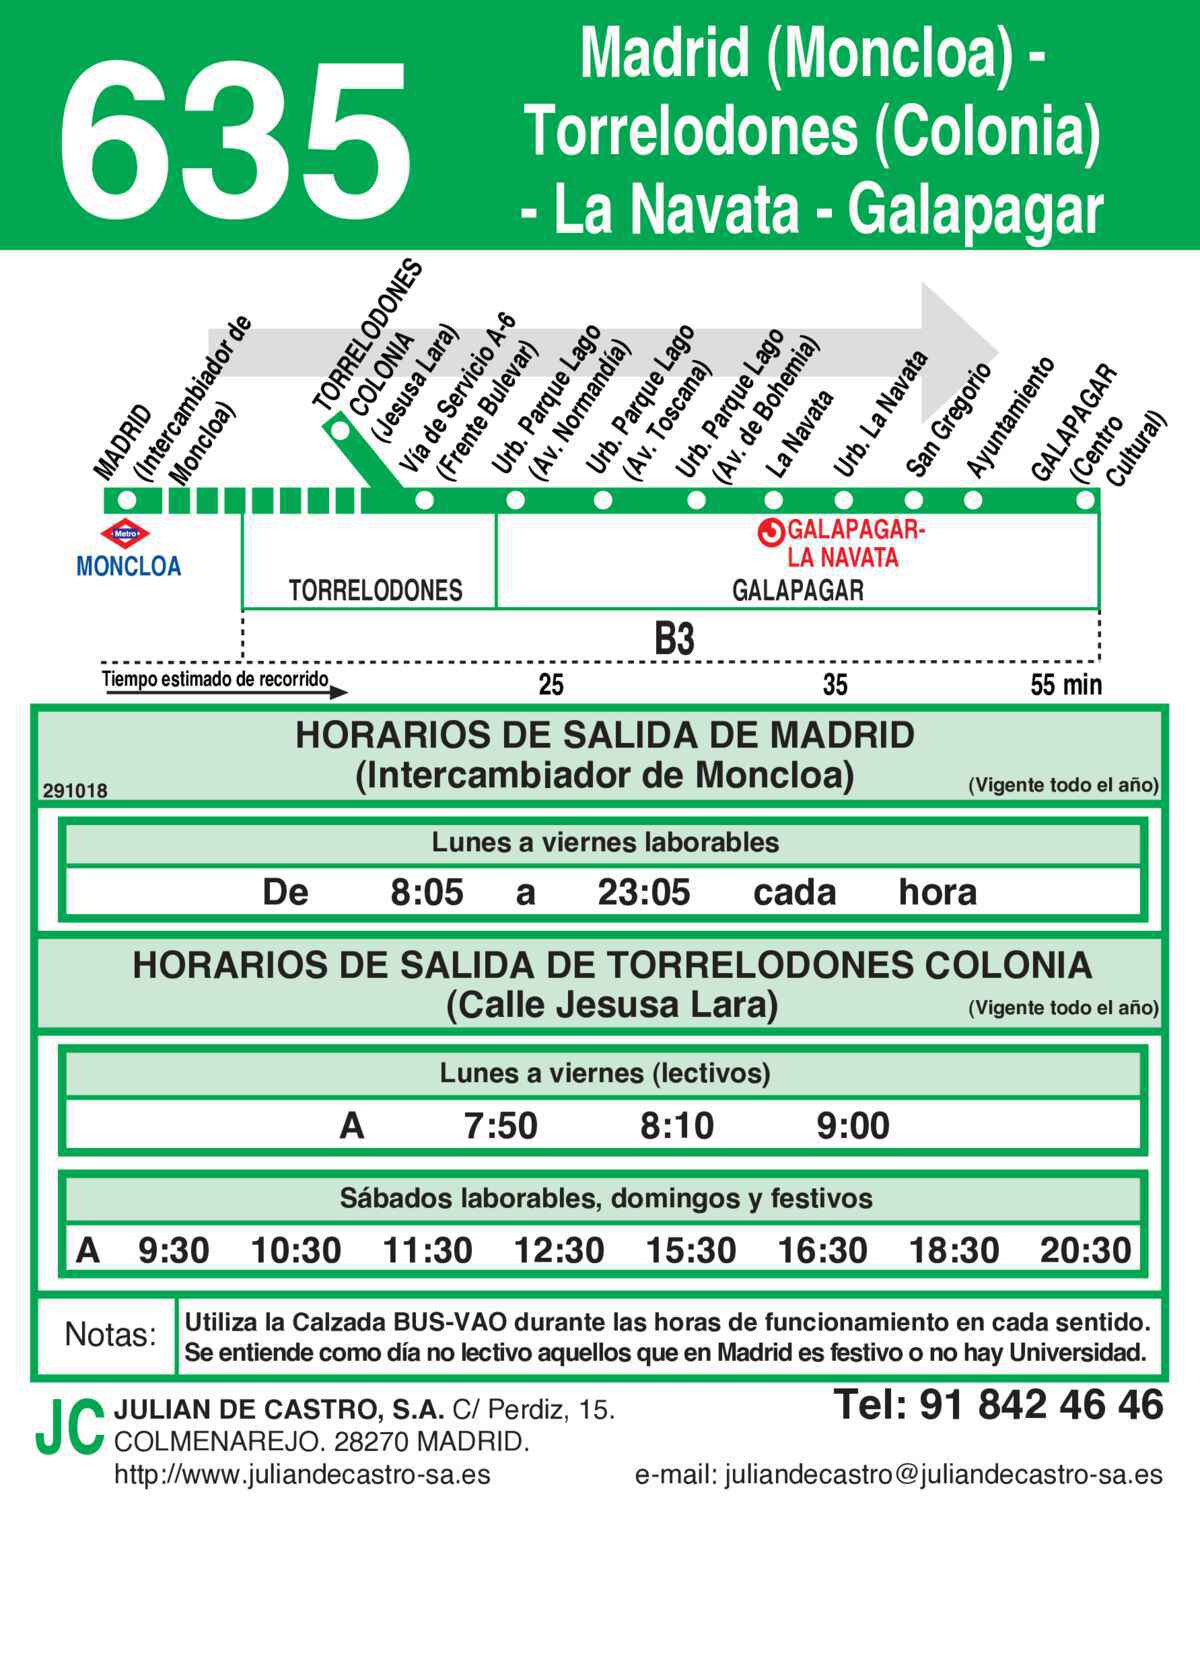 635
Madrid (Moncloa) -
Torrelodones (Colonia)
- La Navata - Galapagar
MADRID
(Intercambiador de
Moncloa)
TORRELODONES
COLONIA
(Jesusa Lara)
Vía de Servicio A-6
(Frente Bulevar)
Urb. Parque Lago
(Av. Normandía)
Urb. Parque Lago
(Av. Toscana)
Urb. Parque Lago
(Av. de Bohemia)
La Navata
Urb. La Navata
San Gregorio
Ayuntamiento
GALAPAGAR
(Centro
Cultural)
Metro
MONCLOA
GALAPAGAR-
LA NAVATA
TORRELODONES
GALAPAGAR
B3
Tiempo estimado de recorrido
25
35
55 min
HORARIOS DE SALIDA DE MADRID
(Intercambiador de Moncloa)
291018
(Vigente todo el año)
Lunes a viernes laborables
De 8:05 a 23:05 cada hora
HORARIOS DE SALIDA DE TORRELODONES COLONIA
(Calle Jesusa Lara)
(Vigente todo el año)
Lunes a viernes (lectivos)
A 7:50 8:10 9:00
Sábados laborables, domingos y festivos
A 9:30 10:30 11:30 12:30 15:30 16:30 18:30 20:30
Notas:
Utiliza la Calzada BUS-VAO durante las horas de funcionamiento en cada sentido.
Se entiende como día no lectivo aquellos que en Madrid es festivo o no hay Universidad.
JC
JULIAN DE CASTRO, S.A. C/ Perdiz, 15.
COLMENAREJO. 28270 MADRID.
http://www.juliandecastro-sa.es
Tel: 91 842 46 46
e-mail: juliandecastro@juliandecastro-sa.es